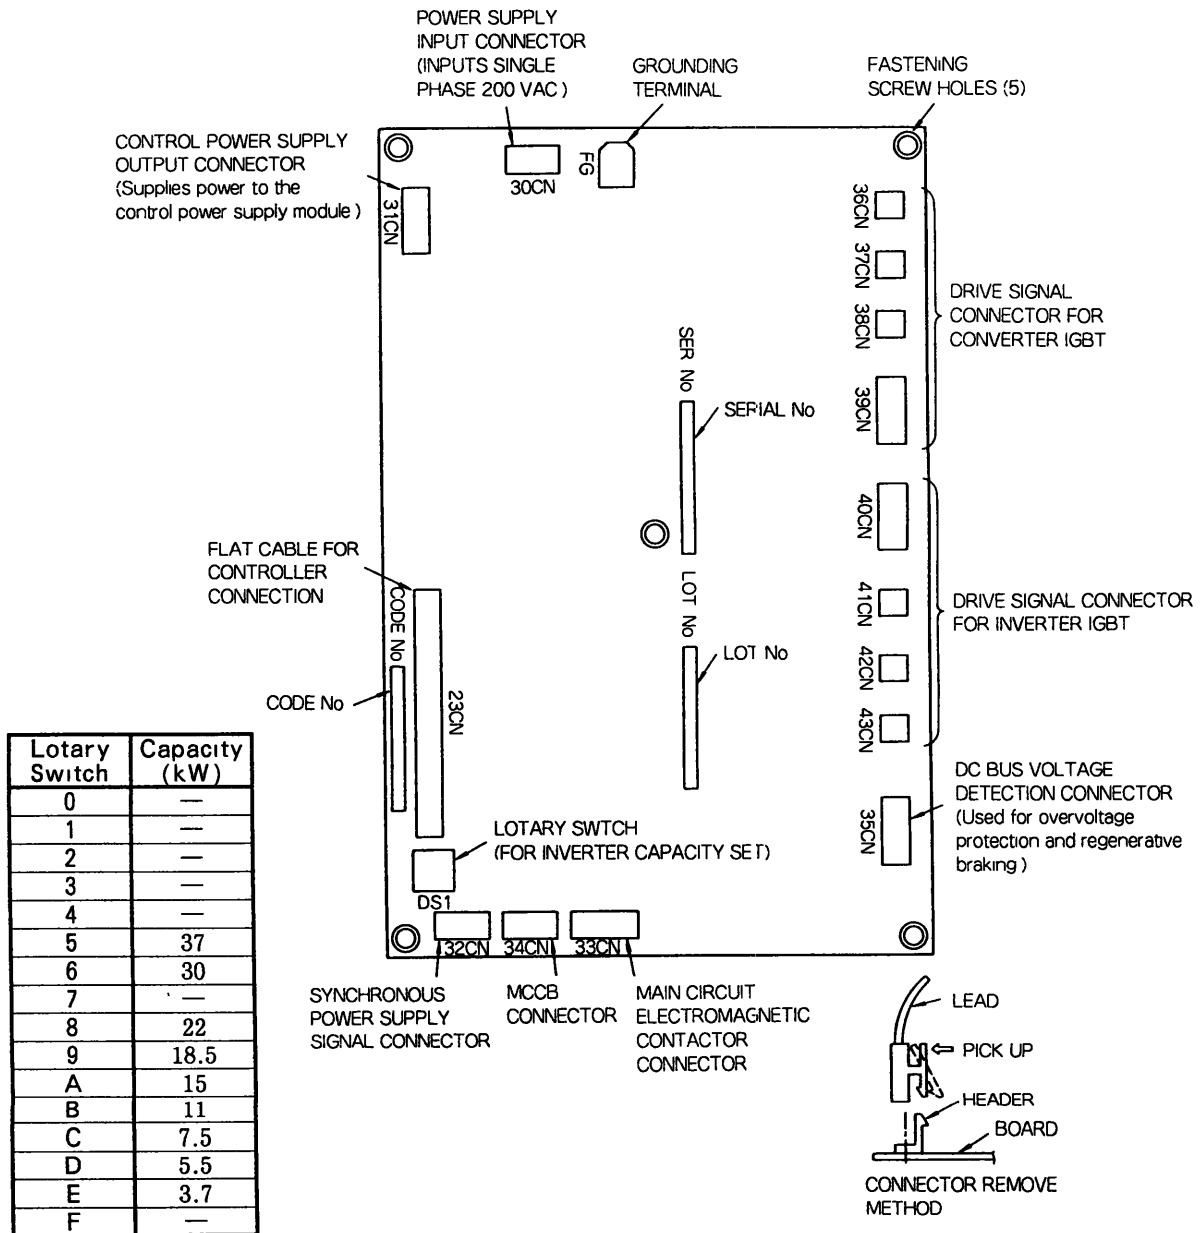 POWER SUPPLY
INPUT CONNECTOR
(INPUTS SINGLE
PHASE 200 VAC )
GROUNDING
TERMINAL
FASTENING
SCREW HOLES (5)
CONTROL POWER SUPPLY
OUTPUT CONNECTOR
(Supplies power to the
control power supply module )
30CN
FG
31CN
36CN
37CN
38CN
39CN
DRIVE SIGNAL
CONNECTOR FOR
CONVERTER IGBT
SER No
SERIAL No
40CN
41CN
42CN
43CN
DRIVE SIGNAL CONNECTOR
FOR INVERTER IGBT
FLAT CABLE FOR
CONTROLLER
CONNECTION
CODE No
CODE No
23CN
LOT No
LOT No
35CN
DC BUS VOLTAGE
DETECTION CONNECTOR
(Used for overvoltage
protection and regenerative
braking )
LOTARY SWTCH
(FOR INVERTER CAPACITY SET)
DS1
32CN
34CN
33CN
SYNCHRONOUS
POWER SUPPLY
SIGNAL CONNECTOR
MCCB
CONNECTOR
MAIN CIRCUIT
ELECTROMAGNETIC
CONTACTOR
CONNECTOR
LEAD
PICK UP
HEADER
BOARD
CONNECTOR REMOVE
METHOD
Lotary Switch Capacity (kW)
0 —
1 —
2 —
3 —
4 —
5 37
6 30
7 —
8 22
9 18.5
A 15
B 11
C 7.5
D 5.5
E 3.7
F —